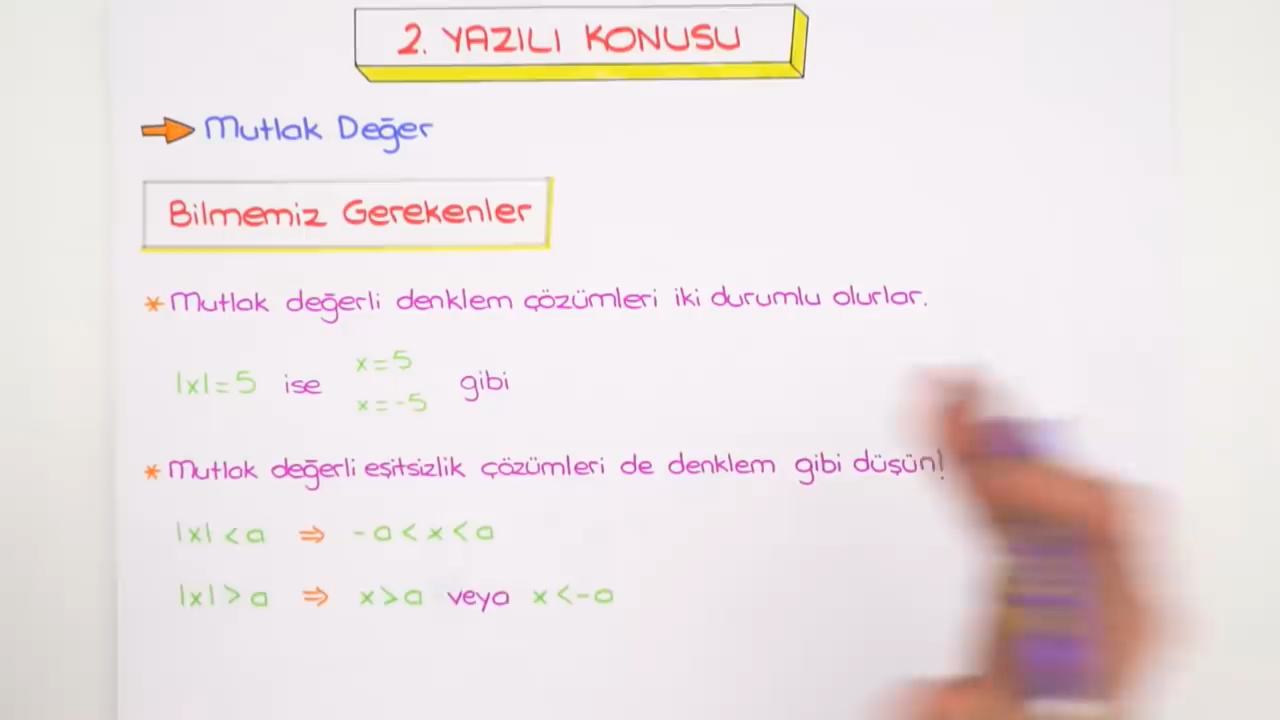 2. YAZILI KONUSU
Mutlak Değer
Bilmemiz Gerekenler
* Mutlak değerli denklem çözümleri iki durumlu olurlar.
x=5
|x|=5 ise gibi
x=-5
* Mutlak değerli eşitsizlik çözümleri de denklem gibi düşün!
|x|<a ⇒ -a<x<a
|x|>a ⇒ x>a veya x<-a